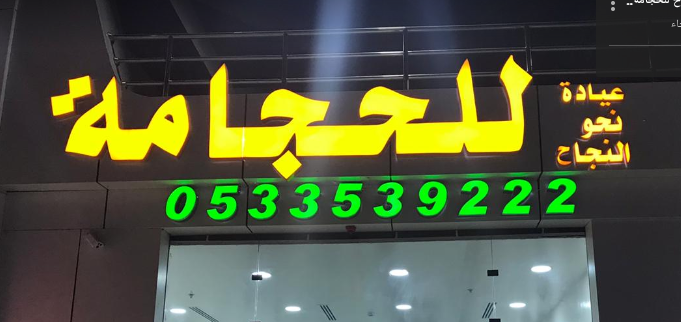 عيادة
نحو
النجاح
للحجامة
0533539222